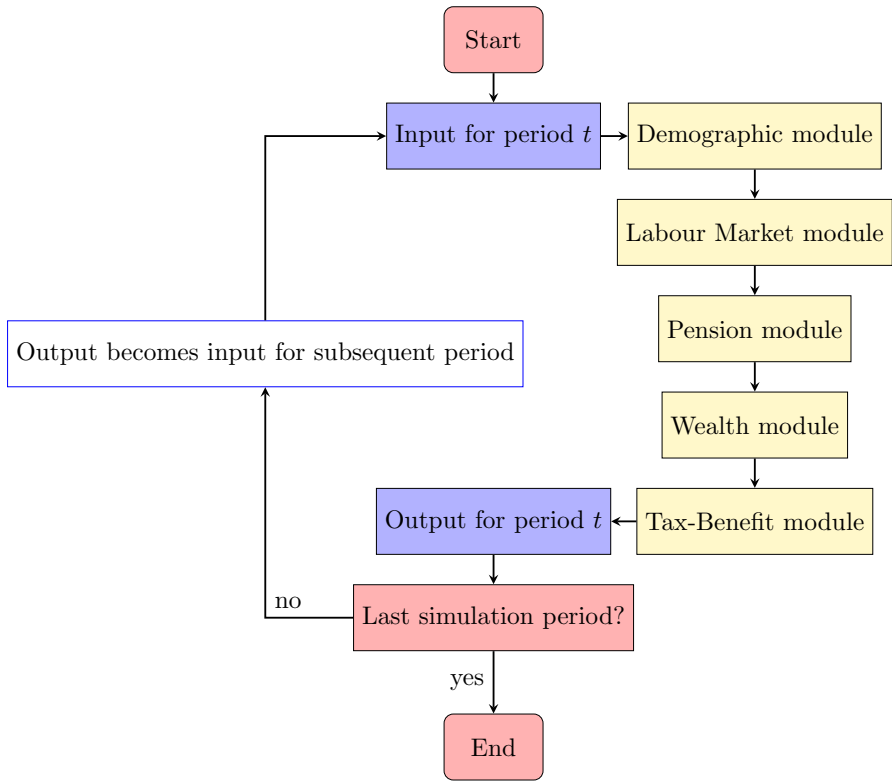 Start
Input for period t
Demographic module
Labour Market module
Pension module
Output becomes input for subsequent period
Wealth module
Output for period t
Tax-Benefit module
no
Last simulation period?
yes
End